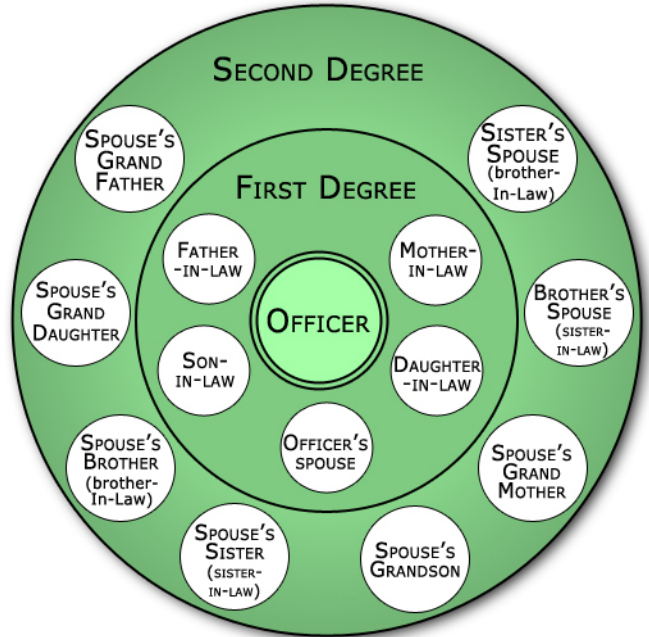 SECOND DEGREE
SPOUSE'S
GRAND
FATHER
SISTER'S
SPOUSE
(brother-
In-Law)
FIRST DEGREE
FATHER
-IN-LAW
MOTHER-
IN-LAW
OFFICER
SPOUSE'S
GRAND
DAUGHTER
BROTHER'S
SPOUSE
(SISTER-
IN-LAW)
SON-
IN-LAW
DAUGHTER
-IN-LAW
OFFICER'S
SPOUSE
SPOUSE'S
BROTHER
(brother-
In-Law)
SPOUSE'S
GRAND
MOTHER
SPOUSE'S
SISTER
(SISTER-
IN-LAW)
SPOUSE'S
GRANDSON